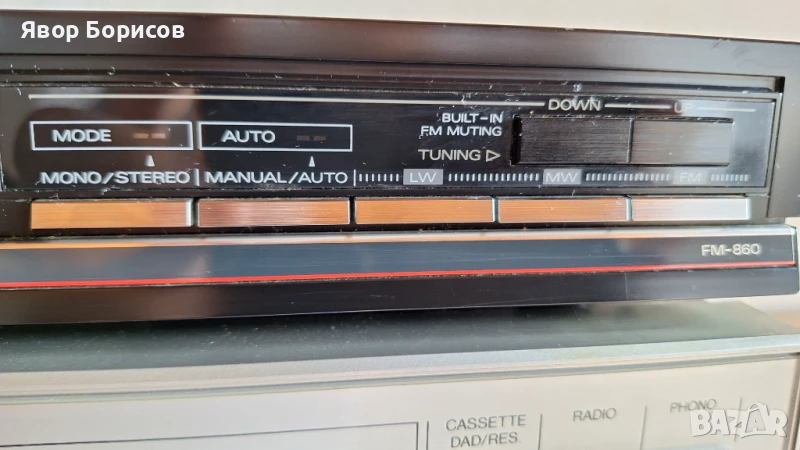 Явор Борисов
DOWN UP
BUILT-IN
FM MUTING
MODE AUTO
TUNING
MONO/STEREO MANUAL/AUTO LW MW FM
FM-860
CASSETTE
DAD/RES.
RADIO
PHONO
BAZAR